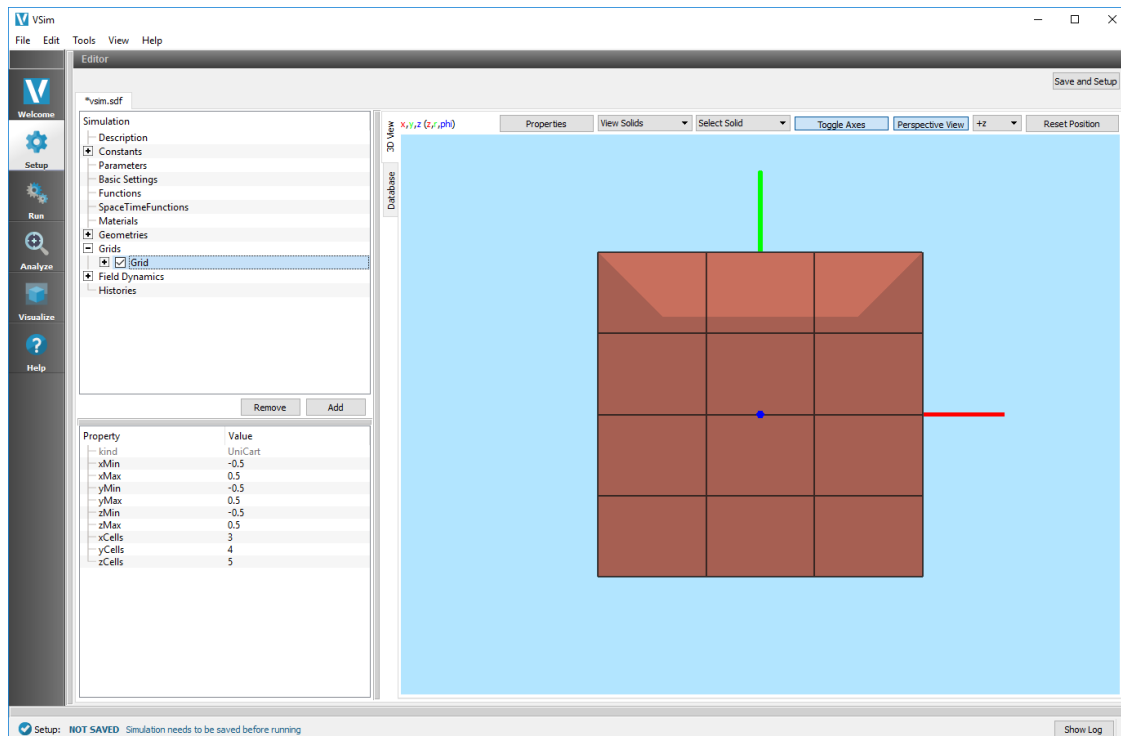 VSim
File Edit Tools View Help
Editor
Save and Setup
*vsim.sdf
Welcome
Setup
Run
Analyze
Visualize
Help
Simulation
Description
Constants
Parameters
Basic Settings
Functions
SpaceTimeFunctions
Materials
Geometries
Grids
Grid
Field Dynamics
Histories
Remove Add
Property Value
kind UniCart
xMin -0.5
xMax 0.5
yMin -0.5
yMax 0.5
zMin -0.5
zMax 0.5
xCells 3
yCells 4
zCells 5
3D View
Database
x,y,z (z,r,phi) Properties View Solids Select Solid Toggle Axes Perspective View +z Reset Position
Setup: NOT SAVED Simulation needs to be saved before running Show Log